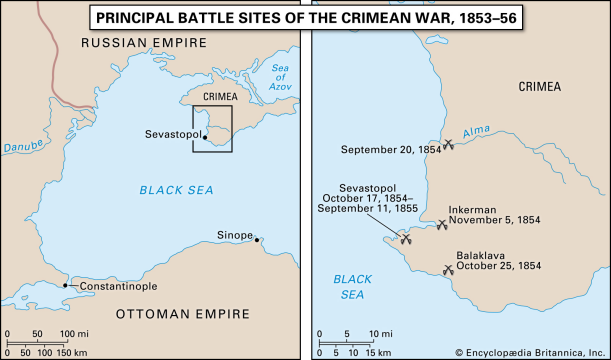 PRINCIPAL BATTLE SITES OF THE CRIMEAN WAR, 1853–56
RUSSIAN EMPIRE
Sea
of
Azov
CRIMEA
Sevastopol
Danube
BLACK SEA
Sinope
Constantinople
OTTOMAN EMPIRE
0 50 100 mi
0 50 100 150 km
CRIMEA
Alma
September 20, 1854
Sevastopol
October 17, 1854–
September 11, 1855
Inkerman
November 5, 1854
Balaklava
October 25, 1854
BLACK
SEA
0 5 10 mi
0 5 10 15 km
© Encyclopædia Britannica, Inc.